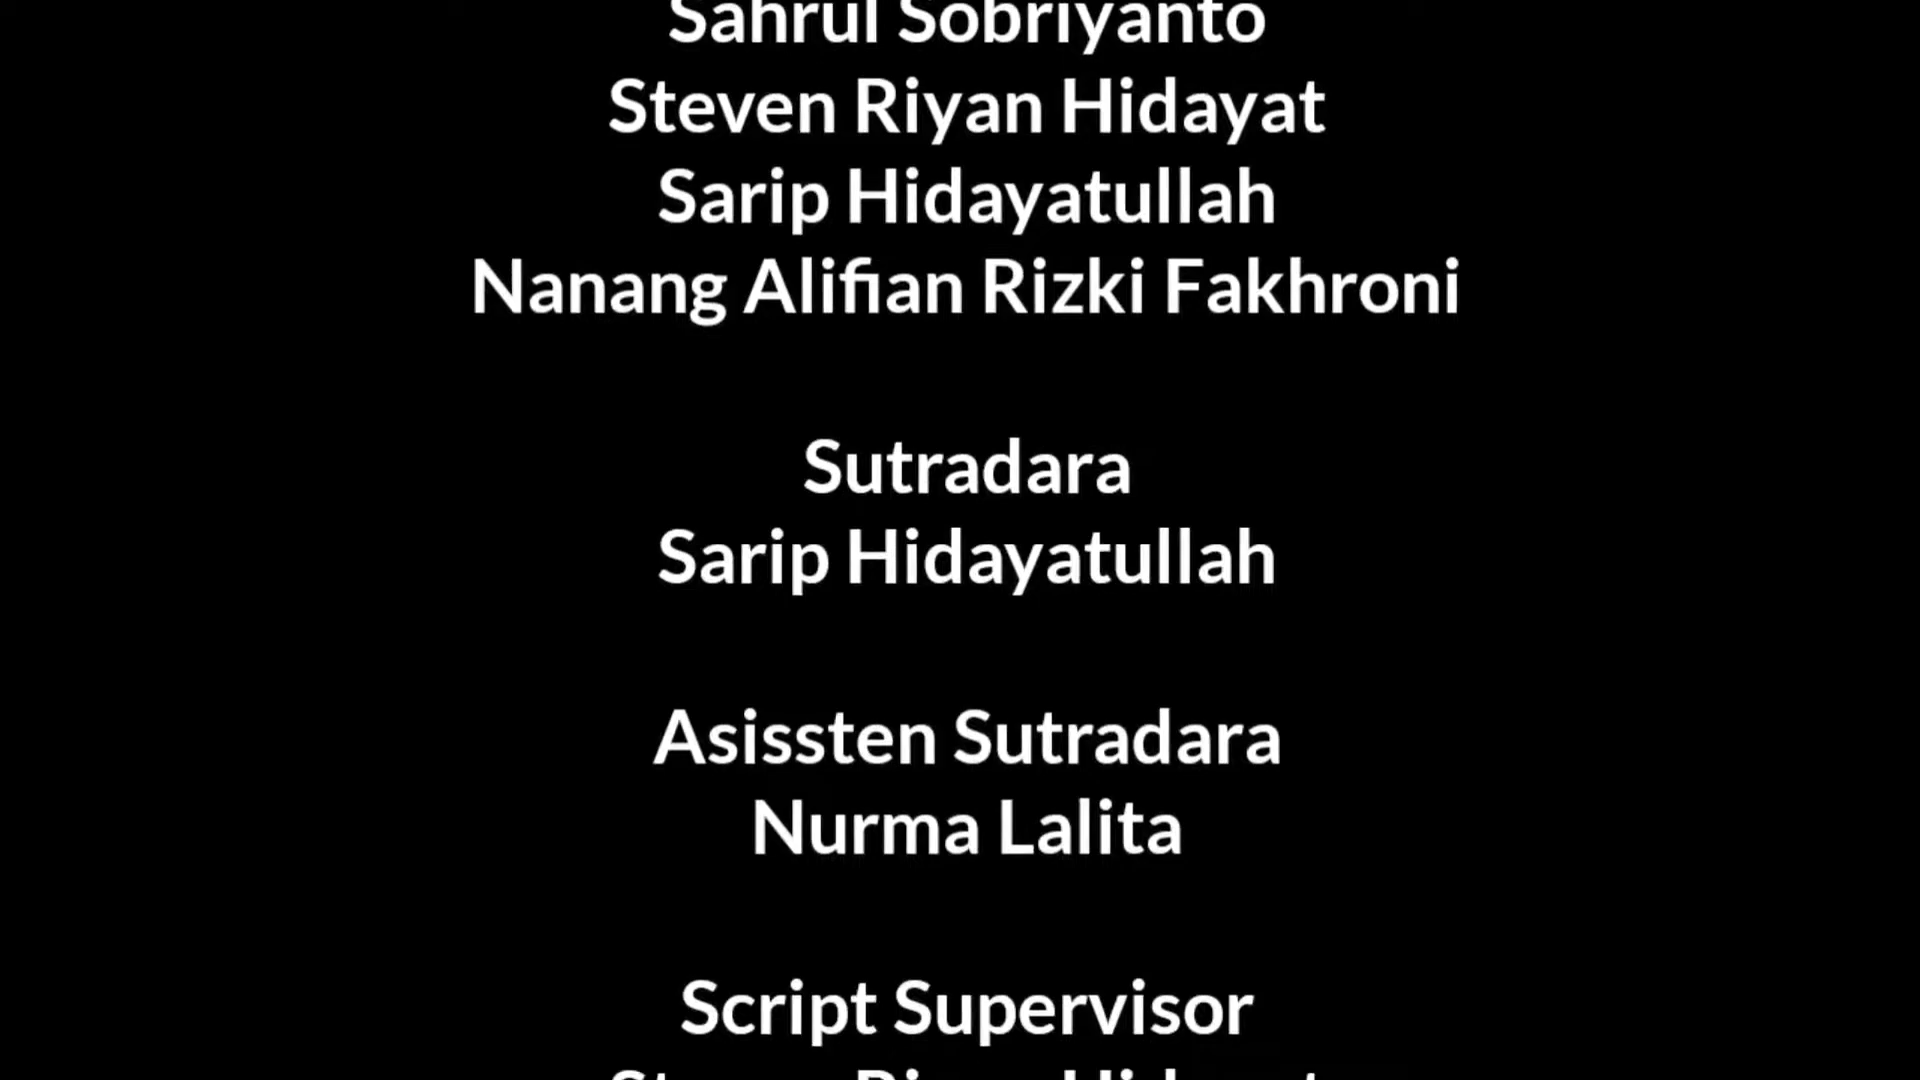 Sahrul Sobriyanto
Steven Riyan Hidayat
Sarip Hidayatullah
Nanang Alifian Rizki Fakhroni
Sutradara
Sarip Hidayatullah
Asissten Sutradara
Nurma Lalita
Script Supervisor